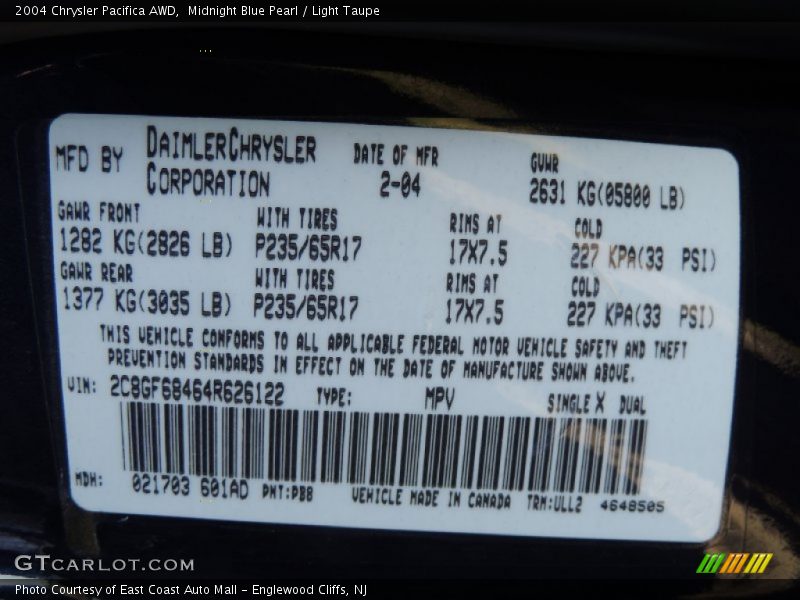 2004 Chrysler Pacifica AWD,  Midnight Blue Pearl / Light Taupe
MFD BY DAIMLERCHRYSLER CORPORATION DATE OF MFR 2-04 GVWR 2631 KG(05800 LB)
GAWR FRONT WITH TIRES RIMS AT COLD
1282 KG(2826 LB) P235/65R17 17X7.5 227 KPA(33 PSI)
GAWR REAR WITH TIRES RIMS AT COLD
1377 KG(3035 LB) P235/65R17 17X7.5 227 KPA(33 PSI)
THIS VEHICLE CONFORMS TO ALL APPLICABLE FEDERAL MOTOR VEHICLE SAFETY AND THEFT
PREVENTION STANDARDS IN EFFECT ON THE DATE OF MANUFACTURE SHOWN ABOVE.
VIN: 2C8GF68464R626122 TYPE: MPV SINGLE X DUAL
MDH: 021703 601AD PNT:PBB VEHICLE MADE IN CANADA TRM:ULL2 4648505
GTCARLOT.COM
Photo Courtesy of East Coast Auto Mall - Englewood Cliffs, NJ